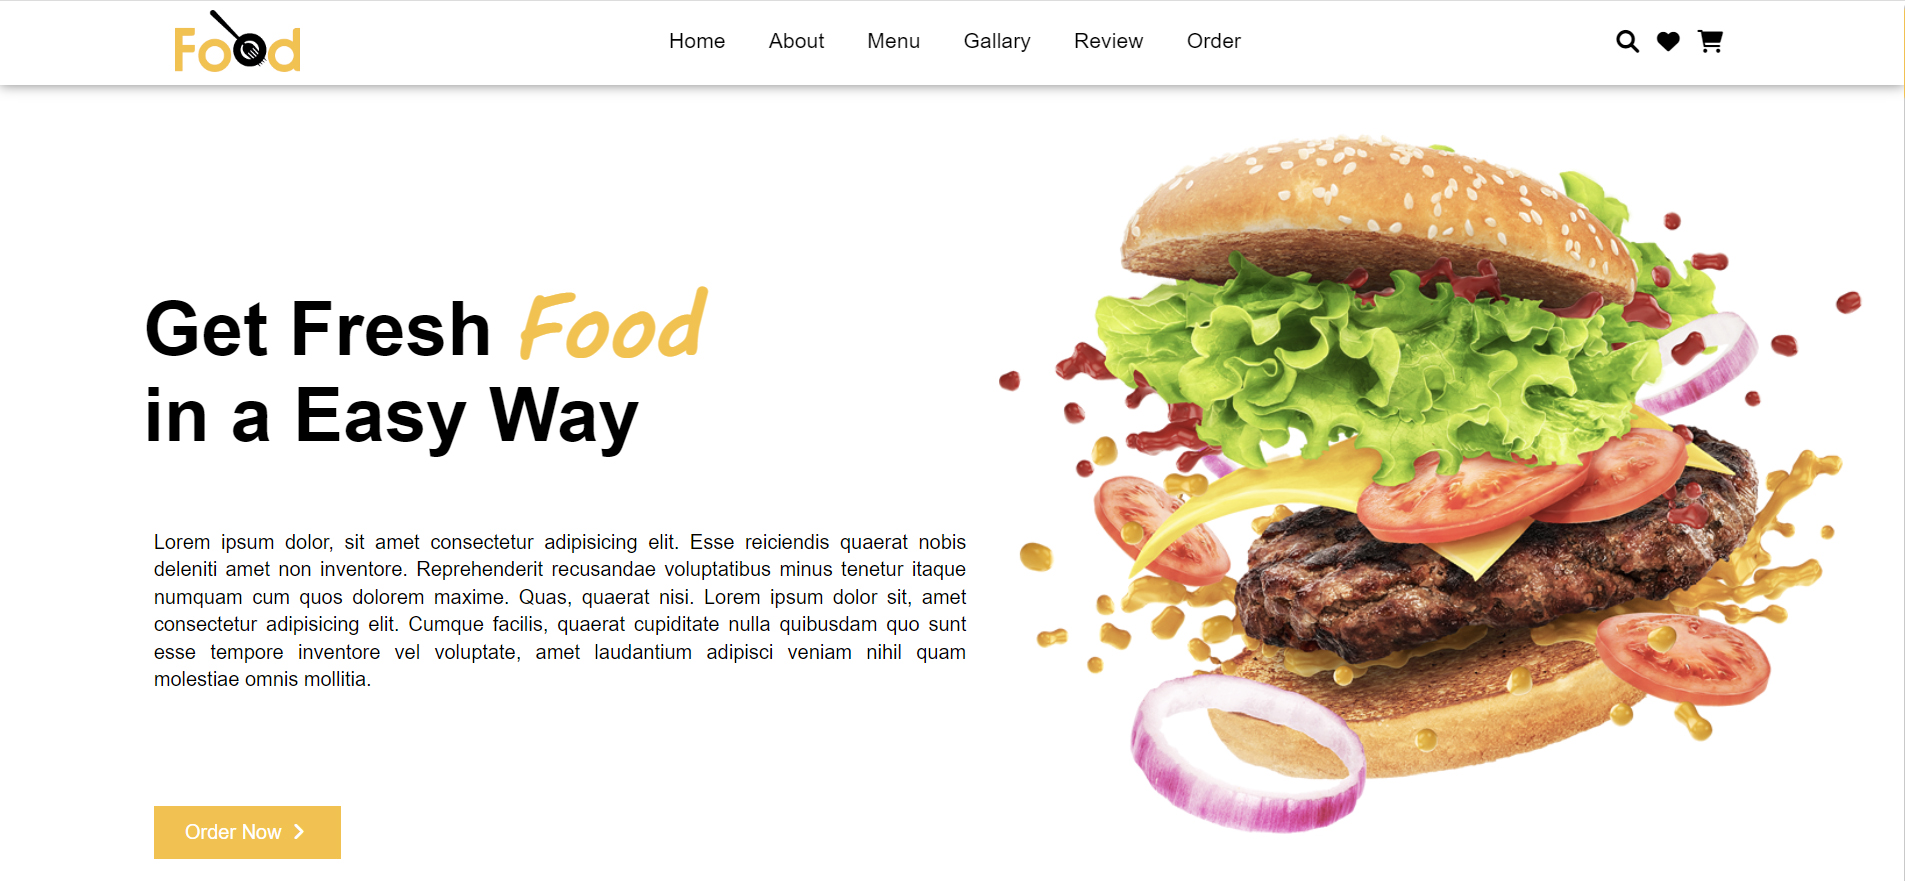 Food
Home About Menu Gallary Review Order
Get Fresh Food
in a Easy Way
Lorem ipsum dolor, sit amet consectetur adipisicing elit. Esse reiciendis quaerat nobis
deleniti amet non inventore. Reprehenderit recusandae voluptatibus minus tenetur itaque
numquam cum quos dolorem maxime. Quas, quaerat nisi. Lorem ipsum dolor sit, amet
consectetur adipisicing elit. Cumque facilis, quaerat cupiditate nulla quibusdam quo sunt
esse tempore inventore vel voluptate, amet laudantium adipisci veniam nihil quam
molestiae omnis mollitia.
Order Now